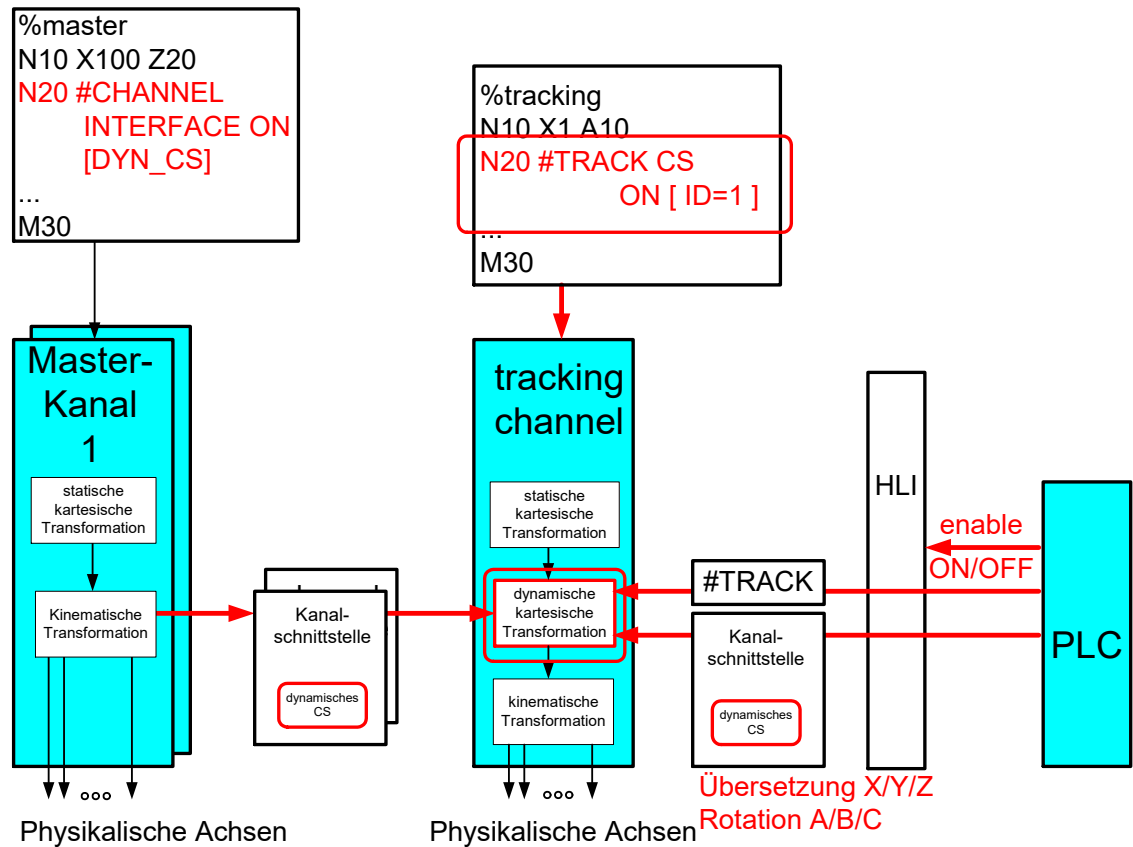 %master
N10 X100 Z20
N20 #CHANNEL
INTERFACE ON
[DYN_CS]
...
M30
%tracking
N10 X1 A10
N20 #TRACK CS
ON [ ID=1 ]
...
M30
Master-
Kanal
1
statische
kartesische
Transformation
Kinematische
Transformation
Physikalische Achsen
Kanal-
schnittstelle
dynamisches
CS
tracking
channel
statische
kartesische
Transformation
dynamische
kartesische
Transformation
kinematische
Transformation
Physikalische Achsen
#TRACK
Kanal-
schnittstelle
dynamisches
CS
Übersetzung X/Y/Z
Rotation A/B/C
HLI
enable
ON/OFF
PLC